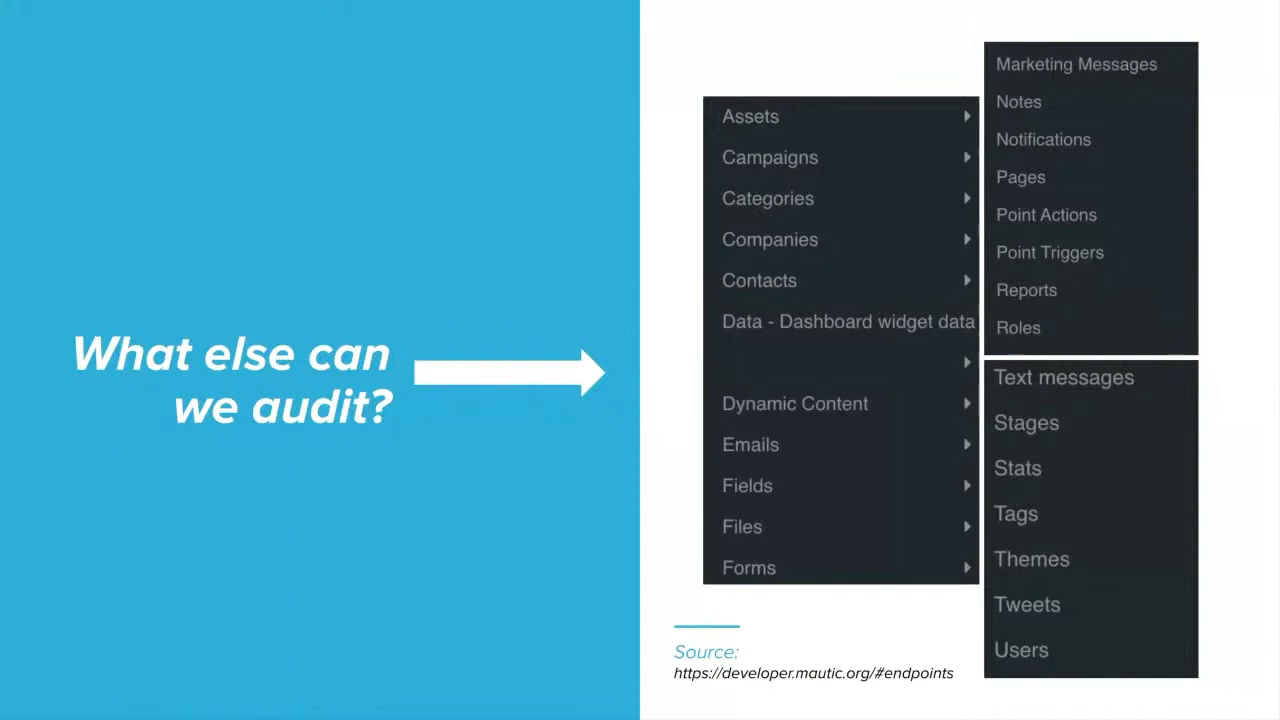 What else can
we audit?
Assets
Campaigns
Categories
Companies
Contacts
Data - Dashboard widget data
Dynamic Content
Emails
Fields
Files
Forms
Marketing Messages
Notes
Notifications
Pages
Point Actions
Point Triggers
Reports
Roles
Text messages
Stages
Stats
Tags
Themes
Tweets
Users
Source:
https://developer.mautic.org/#endpoints